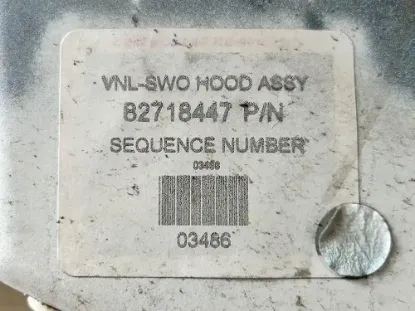 VNL-SWO HOOD ASSY
82718447 P/N
SEQUENCE NUMBER
03486
03486